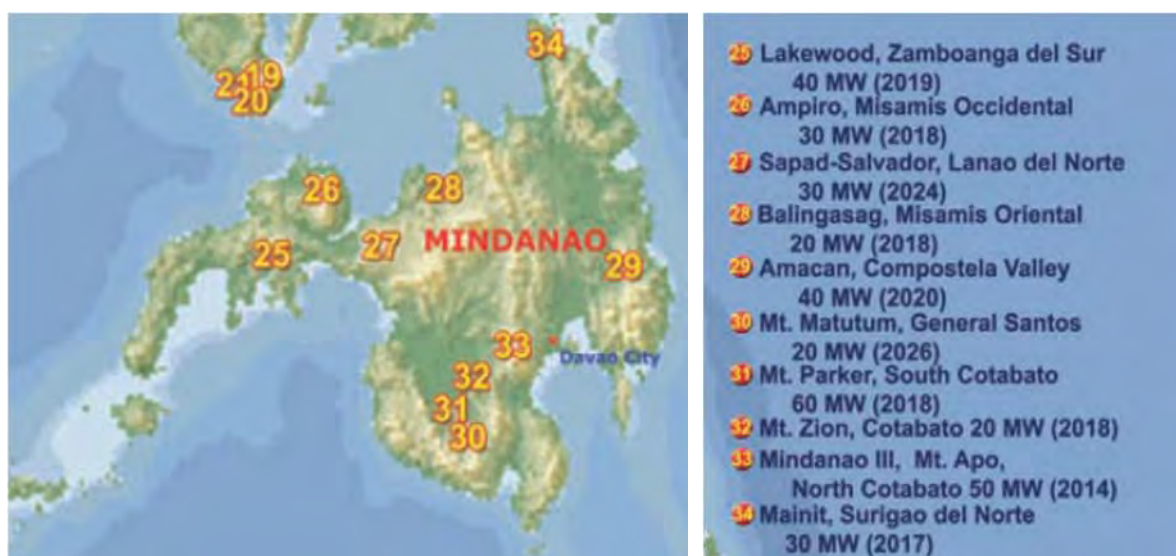 34
19
21
20
26
28
27
MINDANAO
25
29
33
Davao City
32
31
30
25 Lakewood, Zamboanga del Sur
40 MW (2019)
26 Ampiro, Misamis Occidental
30 MW (2018)
27 Sapad-Salvador, Lanao del Norte
30 MW (2024)
28 Balingasag, Misamis Oriental
20 MW (2018)
29 Amacan, Compostela Valley
40 MW (2020)
30 Mt. Matutum, General Santos
20 MW (2026)
31 Mt. Parker, South Cotabato
60 MW (2018)
32 Mt. Zion, Cotabato 20 MW (2018)
33 Mindanao III, Mt. Apo,
North Cotabato 50 MW (2014)
34 Mainit, Surigao del Norte
30 MW (2017)